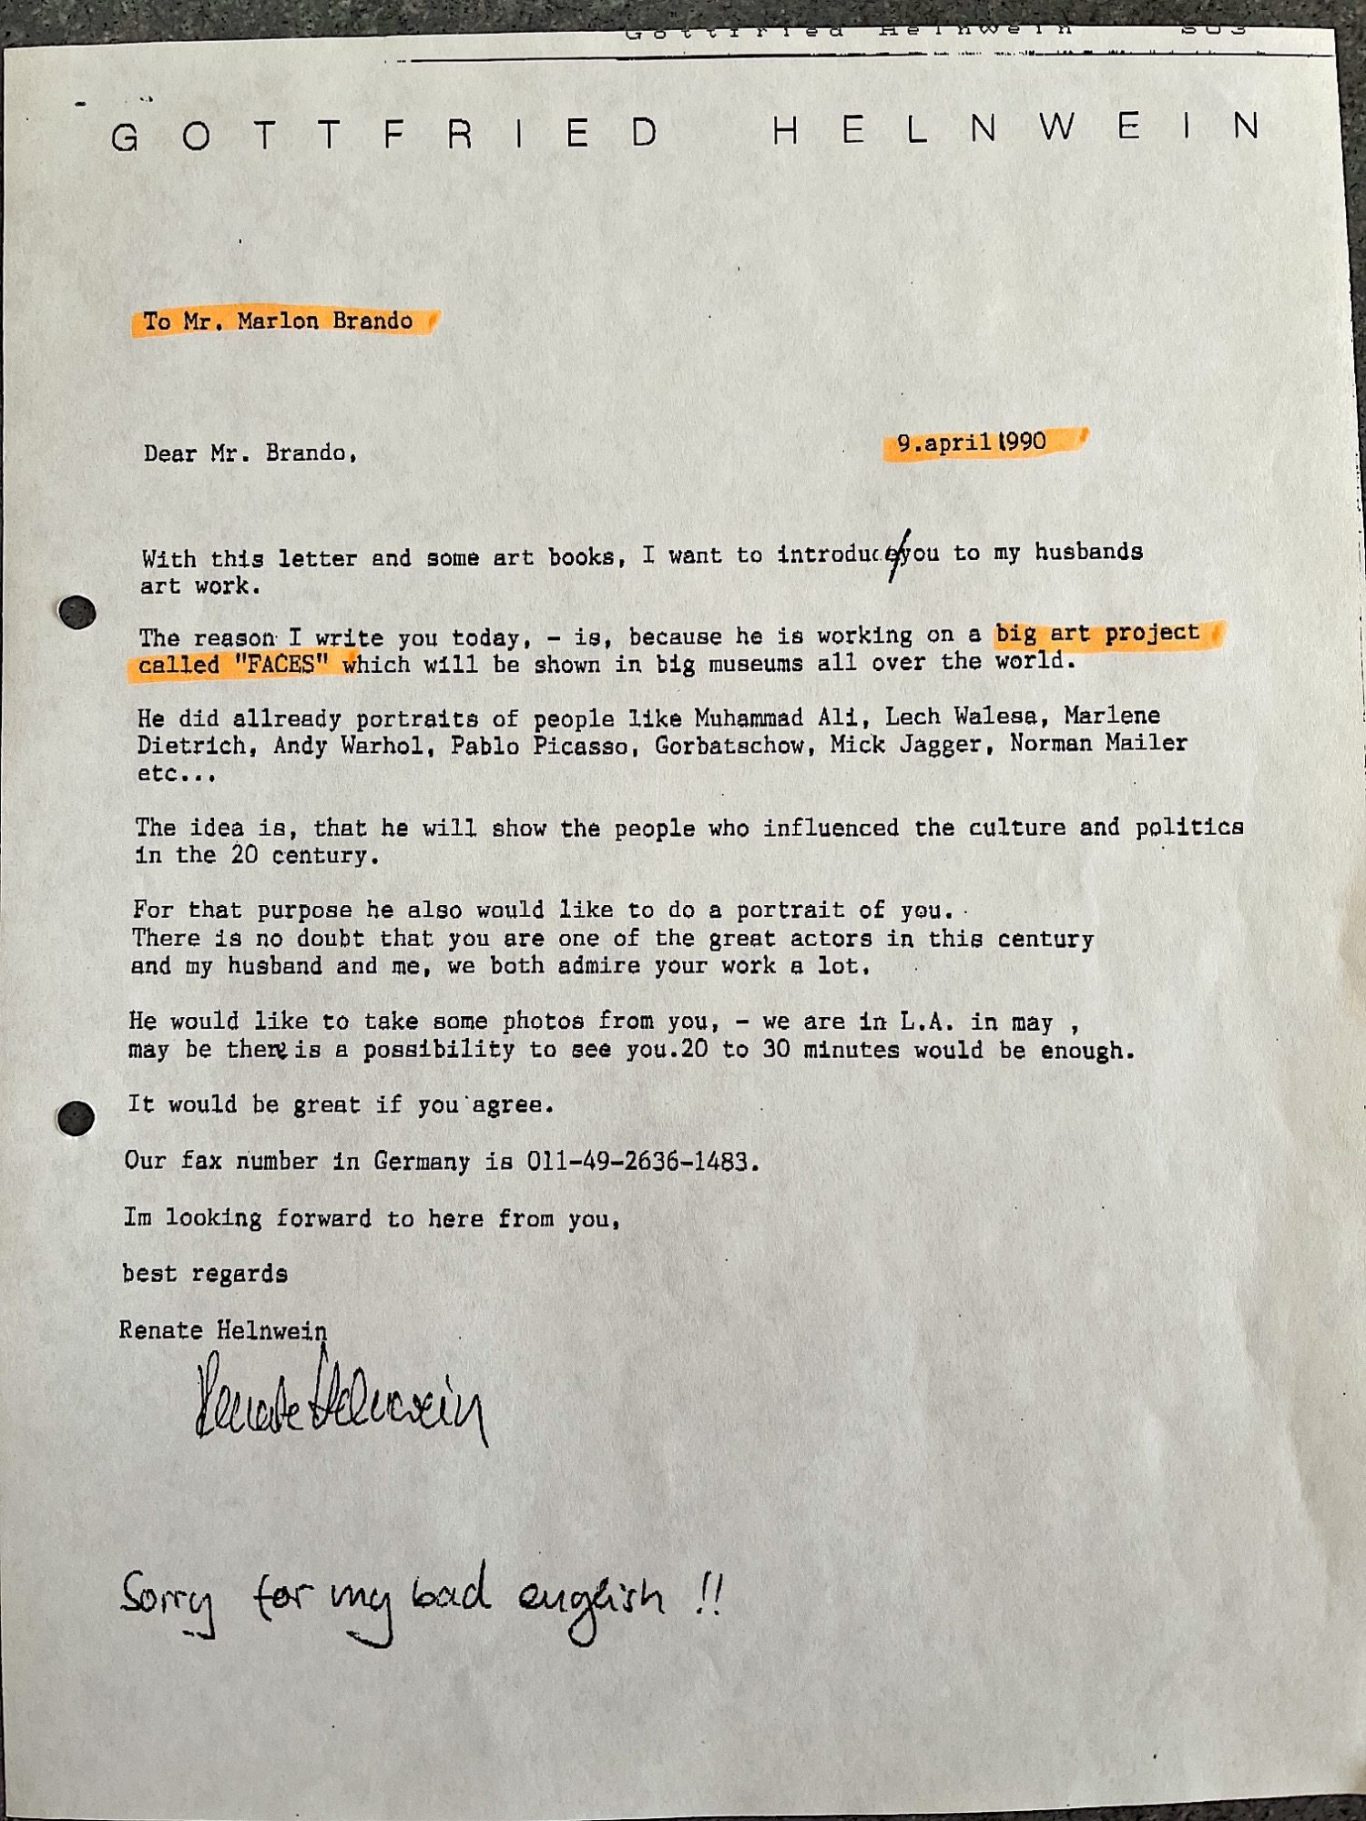 Gottfried Helnwein S03
GOTTFRIED HELNWEIN
To Mr. Marlon Brando
9.april 1990
Dear Mr. Brando,
With this letter and some art books, I want to introduce/you to my husbands
art work.
The reason I write you today, - is, because he is working on a big art project
called "FACES" which will be shown in big museums all over the world.
He did allready portraits of people like Muhammad Ali, Lech Walesa, Marlene
Dietrich, Andy Warhol, Pablo Picasso, Gorbatschow, Mick Jagger, Norman Mailer
etc...
The idea is, that he will show the people who influenced the culture and politics
in the 20 century.
For that purpose he also would like to do a portrait of you.
There is no doubt that you are one of the great actors in this century
and my husband and me, we both admire your work a lot.
He would like to take some photos from you, - we are in L.A. in may ,
may be there is a possibility to see you.20 to 30 minutes would be enough.
It would be great if you agree.
Our fax number in Germany is 011-49-2636-1483.
Im looking forward to here from you,
best regards
Renate Helnwein
Renate Helnwein
Sorry for my bad english !!